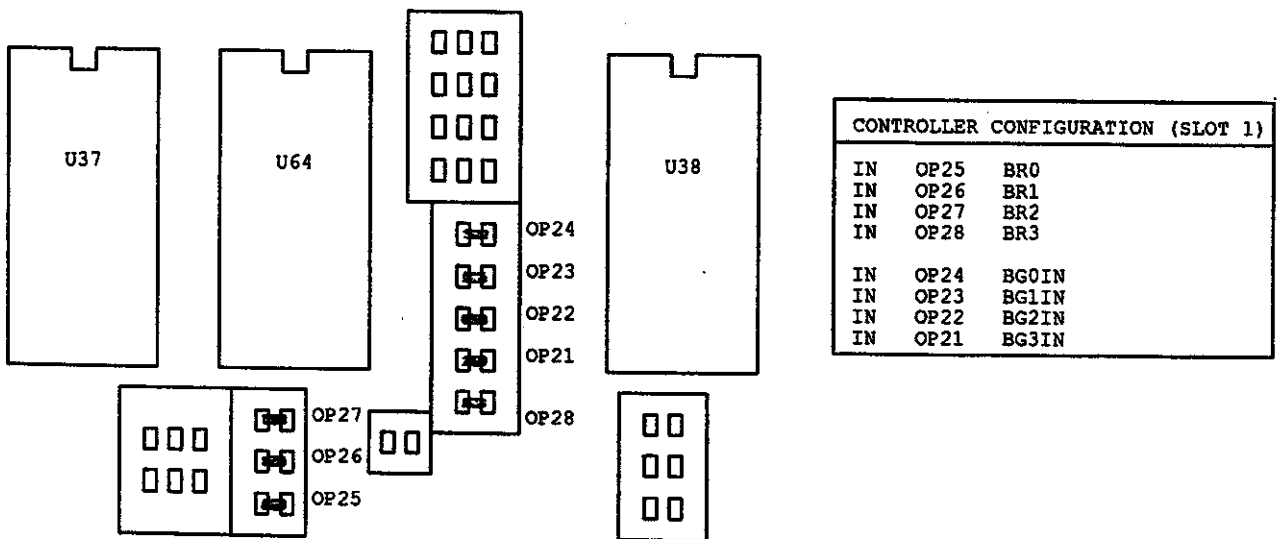 U37
U64
U38
OP24
OP23
OP22
OP21
OP28
OP27
OP26
OP25
CONTROLLER CONFIGURATION (SLOT 1)
IN OP25 BR0
IN OP26 BR1
IN OP27 BR2
IN OP28 BR3
IN OP24 BG0IN
IN OP23 BG1IN
IN OP22 BG2IN
IN OP21 BG3IN